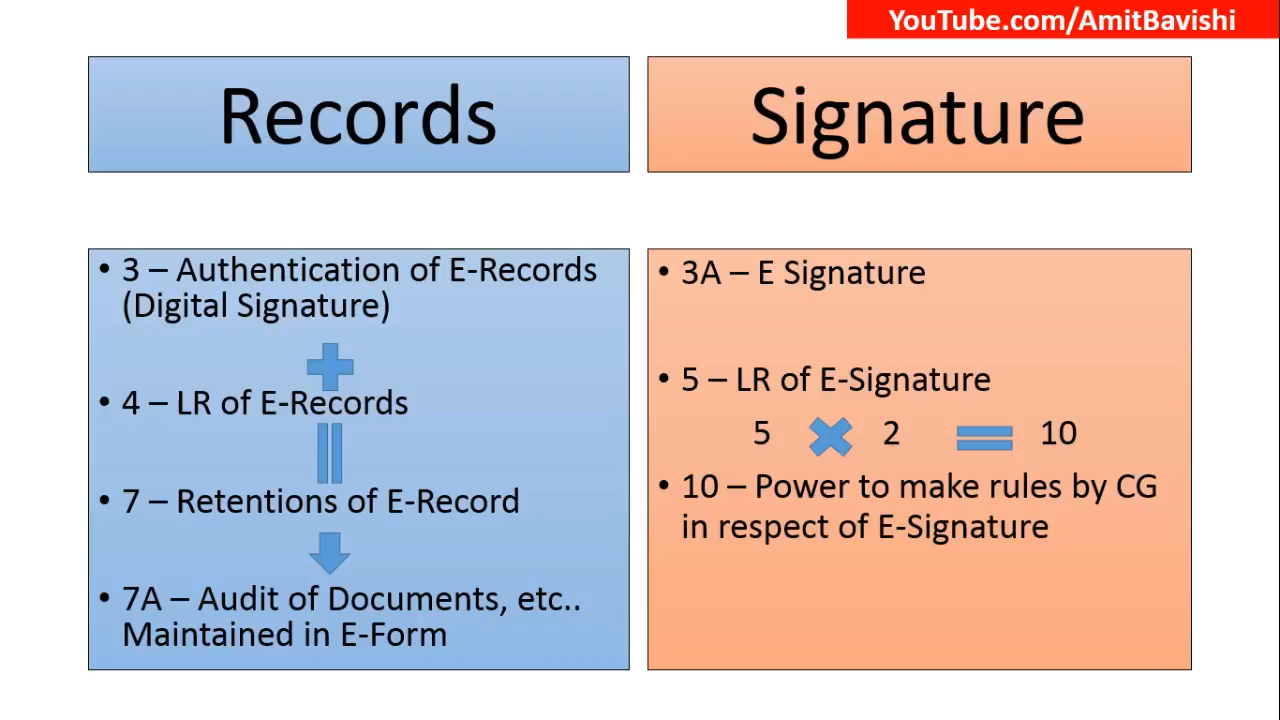 YouTube.com/AmitBavishi
Records
Signature
• 3 – Authentication of E-Records
(Digital Signature)
• 4 – LR of E-Records
• 7 – Retentions of E-Record
• 7A – Audit of Documents, etc..
Maintained in E-Form
• 3A – E Signature
• 5 – LR of E-Signature
5 × 2 = 10
• 10 – Power to make rules by CG
in respect of E-Signature